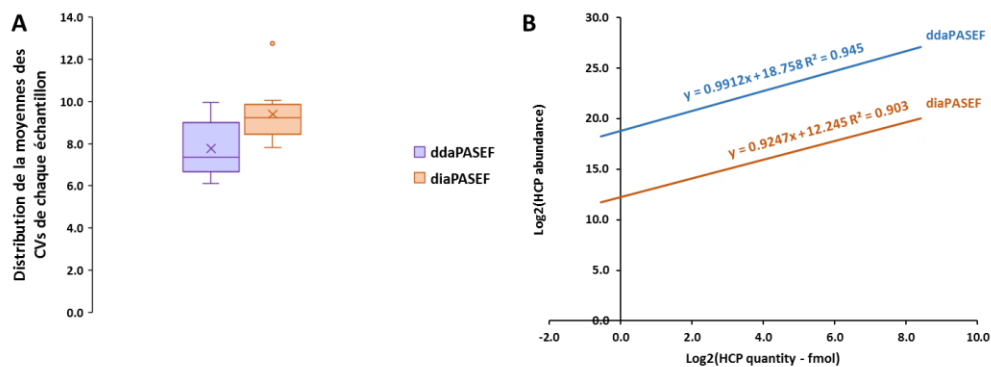 A
Distribution de la moyennes des
CVs de chaque échantillon
14.0
12.0
10.0
8.0
6.0
4.0
2.0
0.0
ddaPASEF
diaPASEF
B
Log2(HCP abundance)
30.0
25.0
20.0
15.0
10.0
5.0
0.0
-2.0
0.0
2.0
4.0
6.0
8.0
10.0
Log2(HCP quantity - fmol)
ddaPASEF
y = 0.9912x + 18.758 R² = 0.945
diaPASEF
y = 0.9247x + 12.245 R² = 0.903